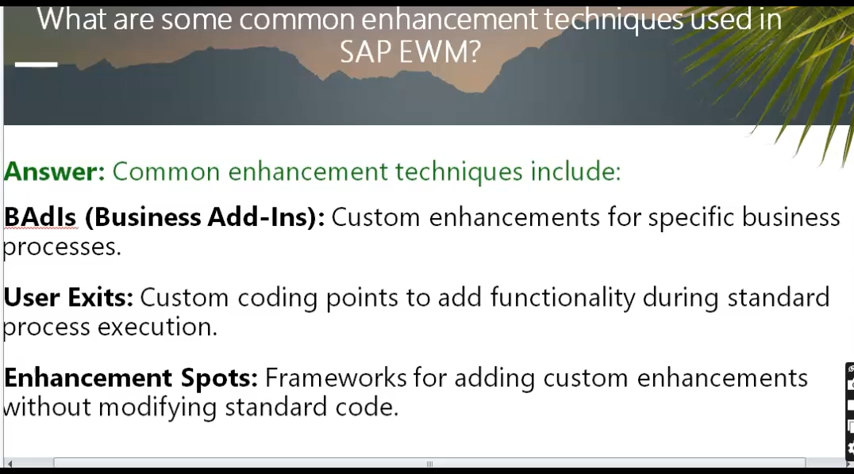 What are some common enhancement techniques used in
SAP EWM?
Answer: Common enhancement techniques include:
BAdIs (Business Add-Ins): Custom enhancements for specific business
processes.
User Exits: Custom coding points to add functionality during standard
process execution.
Enhancement Spots: Frameworks for adding custom enhancements
without modifying standard code.